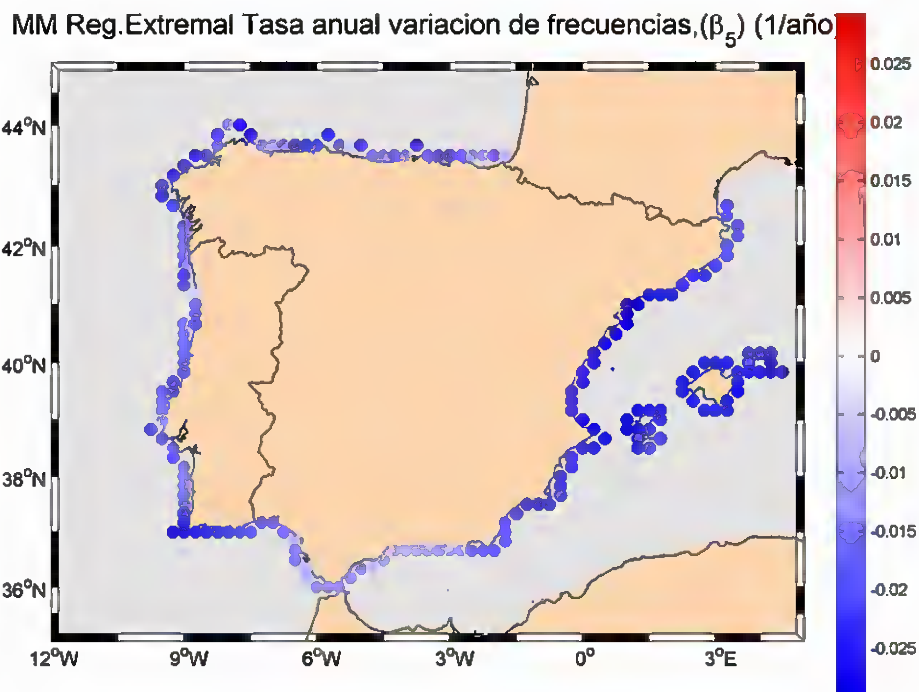 MM Reg.Extremal Tasa anual variacion de frecuencias,(β5) (1/año)
0.025
0.02
0.015
0.01
0.005
0
-0.005
-0.01
-0.015
-0.02
-0.025
44°N
42°N
40°N
38°N
36°N
12°W
9°W
6°W
3°W
0°
3°E